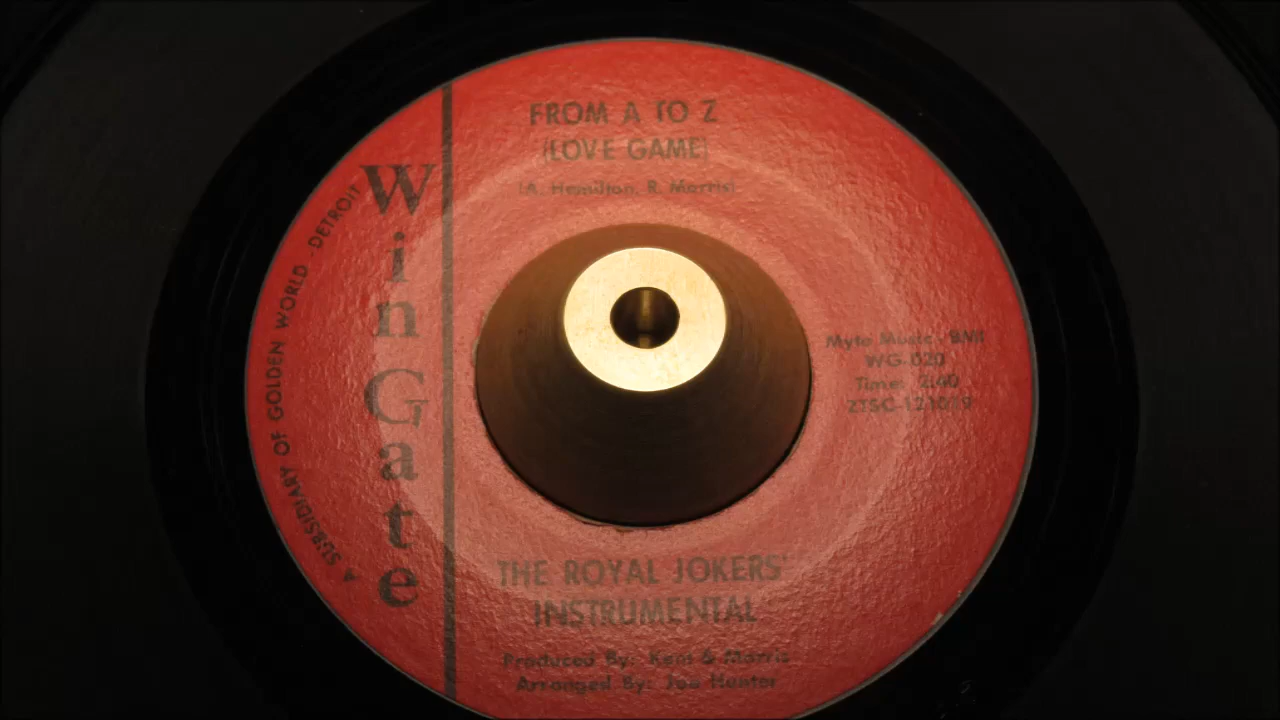 FROM A TO Z
(LOVE GAME)
(A. Hamilton, R. Morris)
WinGate
A SUBSIDIARY OF GOLDEN WORLD - DETROIT
Myto Music - BMI
WG-020
Time: 2:40
THE ROYAL JOKERS'
INSTRUMENTAL
Produced By: Kent & Morris
Arranged By: Joe Hunter